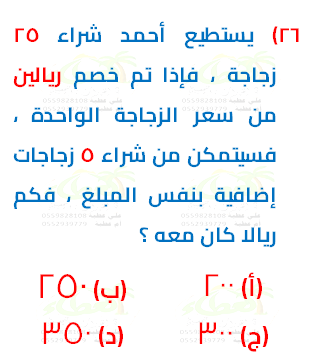 ٢٦) يستطيع أحمد شراء ٢٥
زجاجة ، فإذا تم خصم ريالين
من سعر الزجاجة الواحدة ،
فسيتمكن من شراء ٥ زجاجات
إضافية بنفس المبلغ ، فكم
ريالا كان معه ؟
(أ) ٢٠٠ (ب) ٢٥٠
(ج) ٣٠٠ (د) ٣٥٠